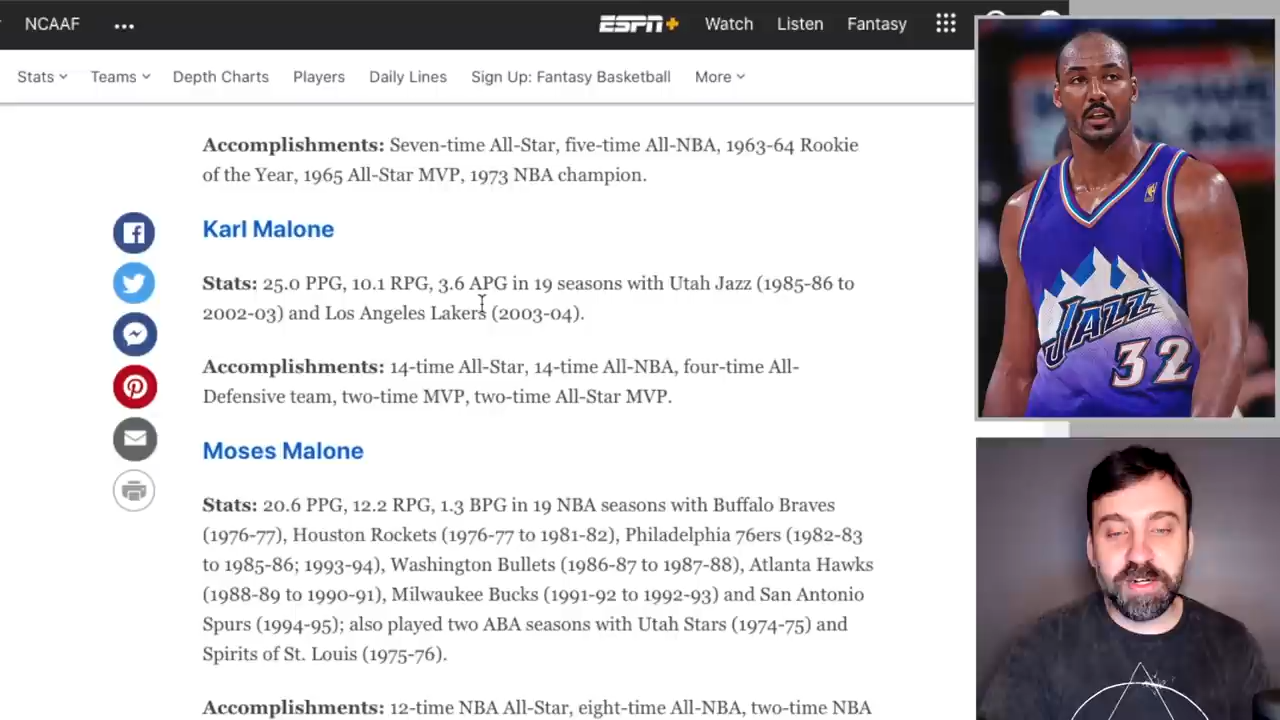 NCAAF
ESPN+
Watch
Listen
Fantasy
Stats
Teams
Depth Charts
Players
Daily Lines
Sign Up: Fantasy Basketball
More
Accomplishments: Seven-time All-Star, five-time All-NBA, 1963-64 Rookie
of the Year, 1965 All-Star MVP, 1973 NBA champion.
Karl Malone
Stats: 25.0 PPG, 10.1 RPG, 3.6 APG in 19 seasons with Utah Jazz (1985-86 to
2002-03) and Los Angeles Lakers (2003-04).
Accomplishments: 14-time All-Star, 14-time All-NBA, four-time All-
Defensive team, two-time MVP, two-time All-Star MVP.
Moses Malone
Stats: 20.6 PPG, 12.2 RPG, 1.3 BPG in 19 NBA seasons with Buffalo Braves
(1976-77), Houston Rockets (1976-77 to 1981-82), Philadelphia 76ers (1982-83
to 1985-86; 1993-94), Washington Bullets (1986-87 to 1987-88), Atlanta Hawks
(1988-89 to 1990-91), Milwaukee Bucks (1991-92 to 1992-93) and San Antonio
Spurs (1994-95); also played two ABA seasons with Utah Stars (1974-75) and
Spirits of St. Louis (1975-76).
Accomplishments: 12-time NBA All-Star, eight-time All-NBA, two-time NBA
JAZZ
32